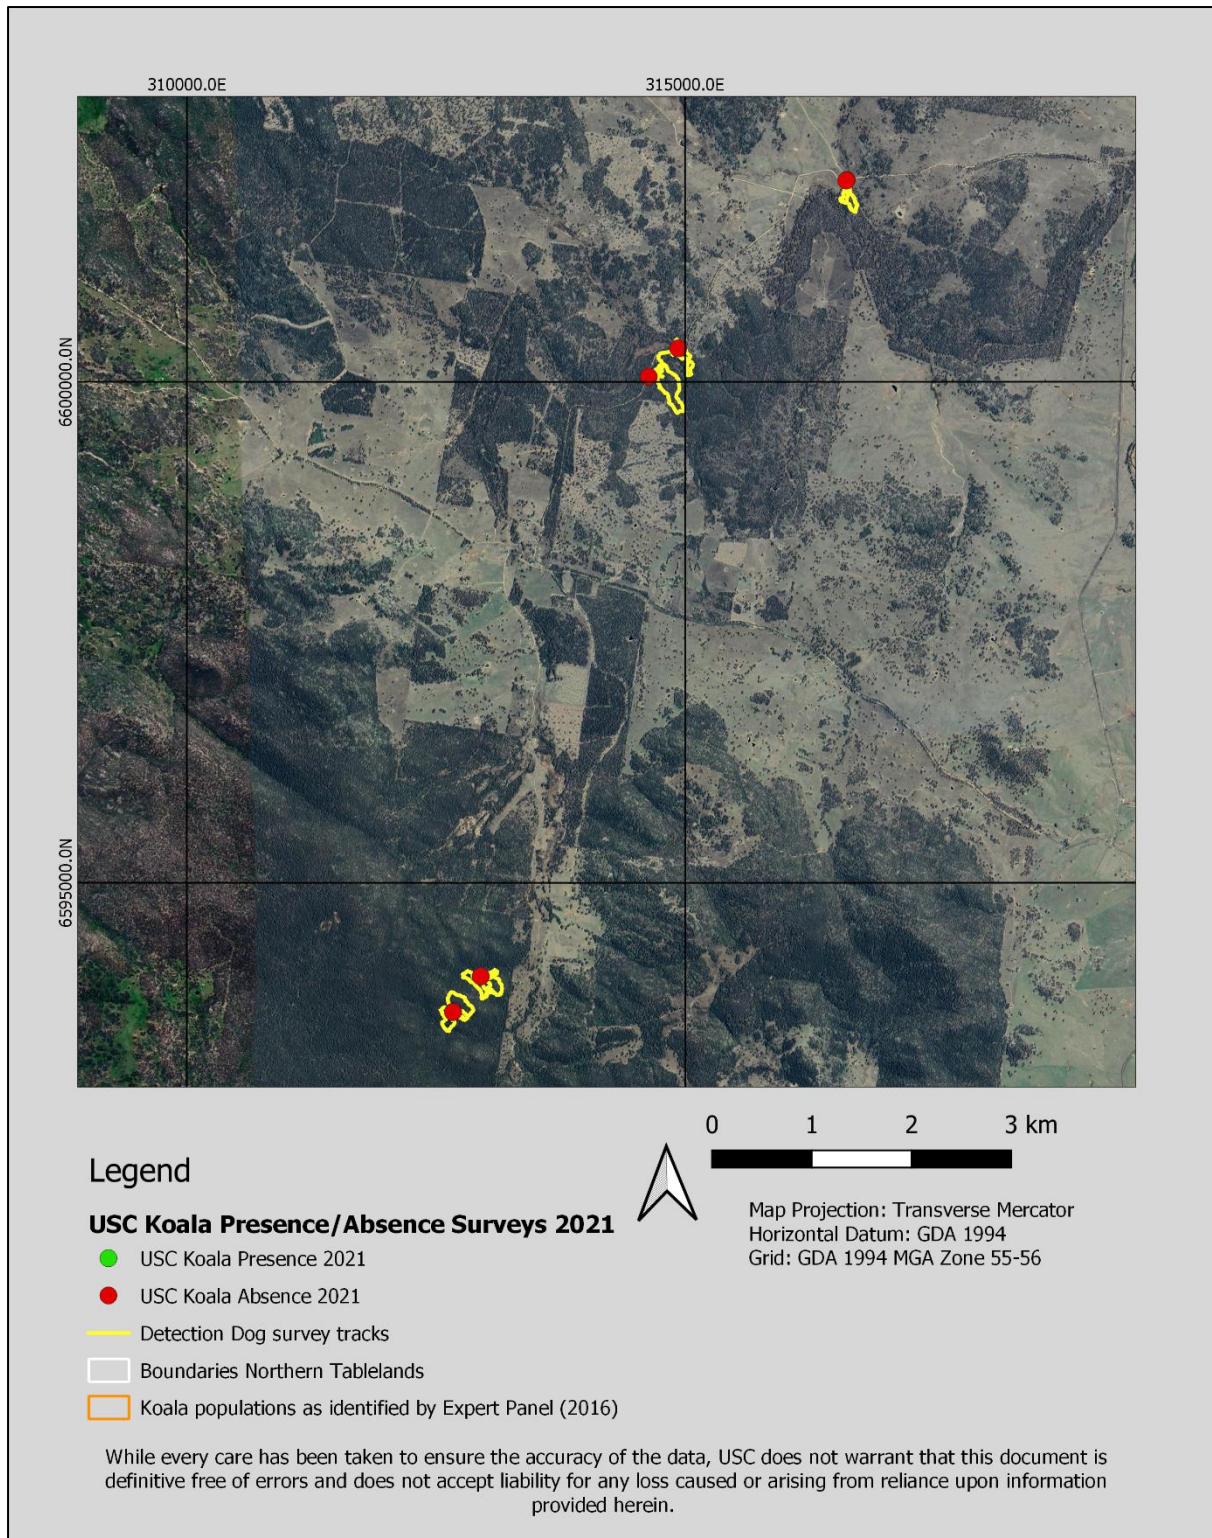 310000.0E
315000.0E
6600000.0N
6595000.0N
0 1 2 3 km
Legend
USC Koala Presence/Absence Surveys 2021
USC Koala Presence 2021
USC Koala Absence 2021
Detection Dog survey tracks
Boundaries Northern Tablelands
Koala populations as identified by Expert Panel (2016)
Map Projection: Transverse Mercator
Horizontal Datum: GDA 1994
Grid: GDA 1994 MGA Zone 55-56
While every care has been taken to ensure the accuracy of the data, USC does not warrant that this document is
definitive free of errors and does not accept liability for any loss caused or arising from reliance upon information
provided herein.